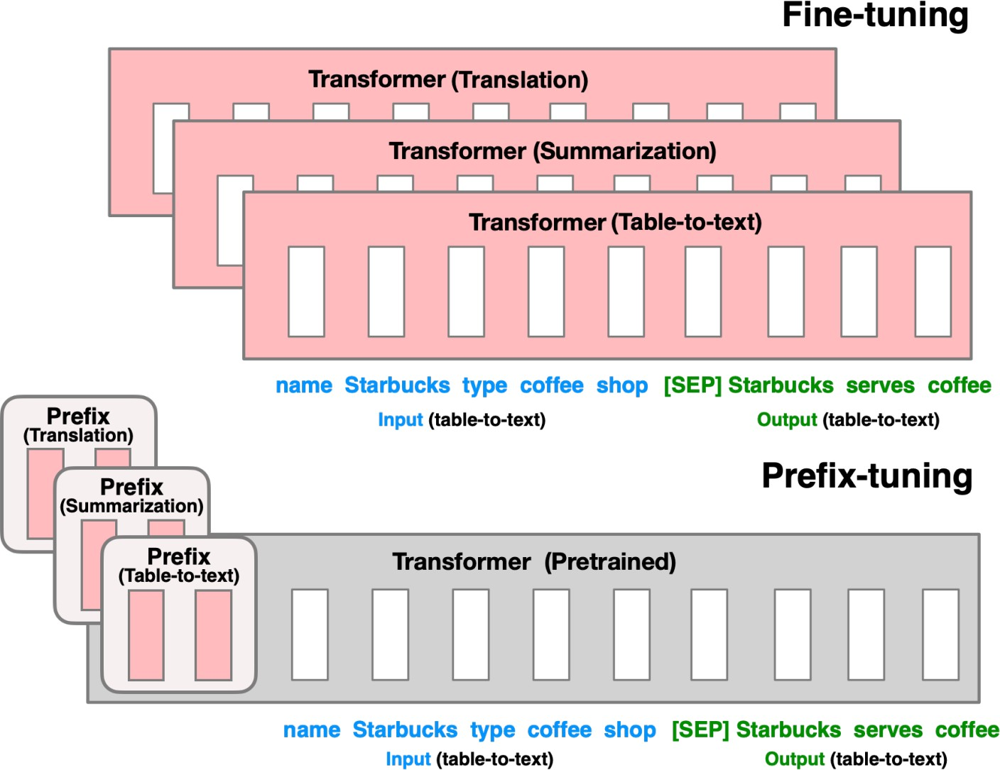 Fine-tuning
Transformer (Translation)
Transformer (Summarization)
Transformer (Table-to-text)
name Starbucks type coffee shop [SEP] Starbucks serves coffee
Input (table-to-text) Output (table-to-text)
Prefix
(Translation)
Prefix-tuning
Prefix
(Summarization)
Prefix
(Table-to-text)
Transformer (Pretrained)
name Starbucks type coffee shop [SEP] Starbucks serves coffee
Input (table-to-text) Output (table-to-text)